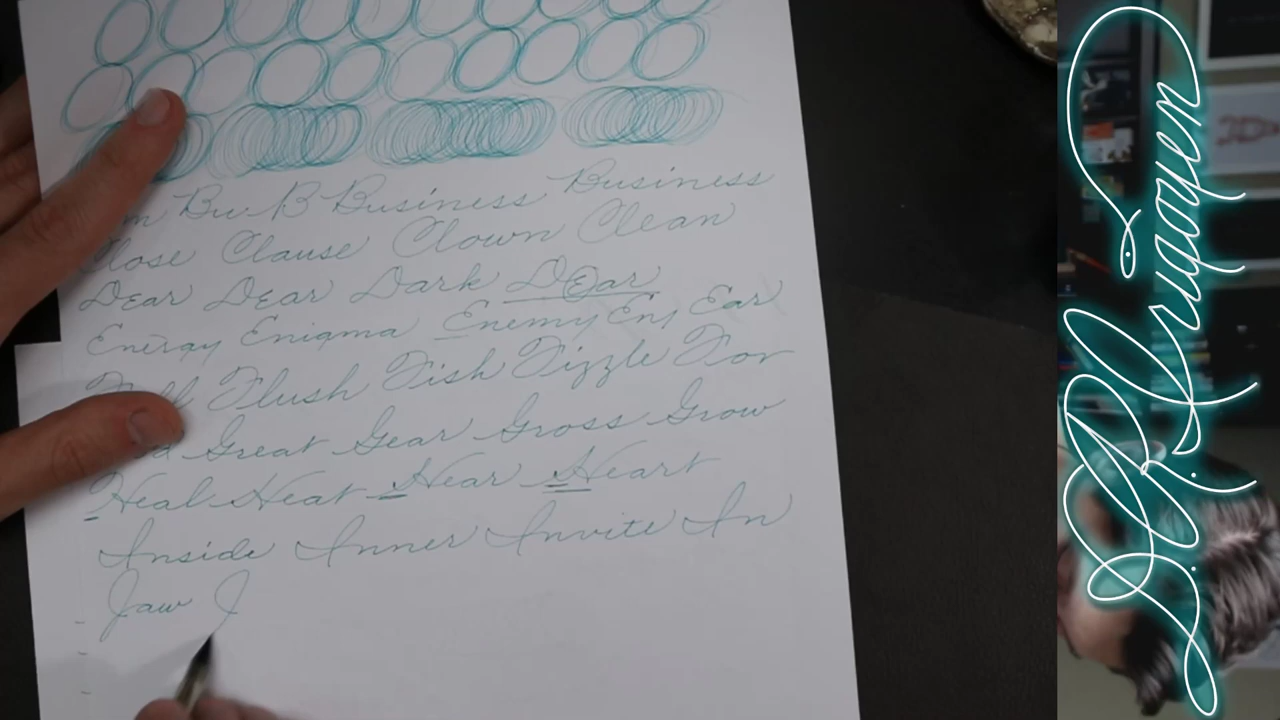 Bu B Business Business
Close Clause Clown Clean
Dear Dear Dark Dear
Energy Enigma Enemy Ear
Flush Fish Fizzle For
Great Gear Gross Grow
Heal Heat Hear Heart
Inside Inner Invite In
Jaw J